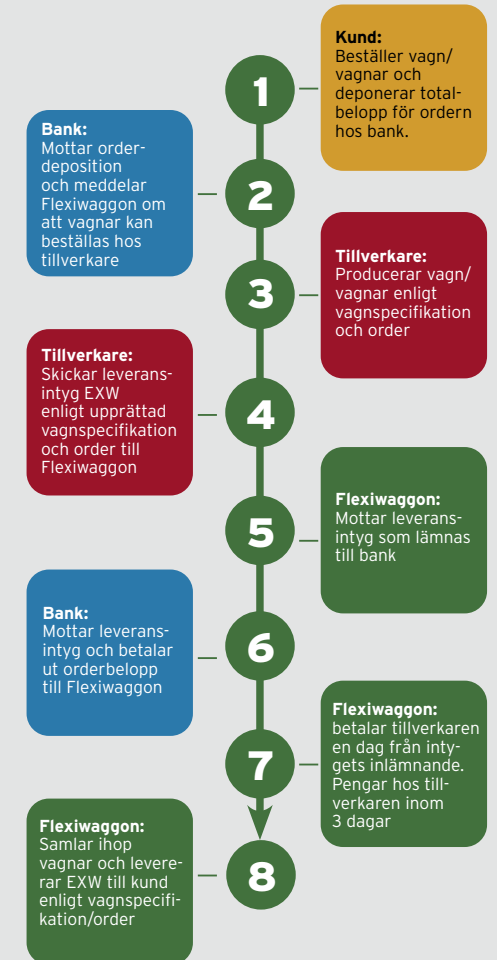 1
Kund:
Beställer vagn/
vagnar och
deponerar total-
belopp för ordern
hos bank.
2
Bank:
Mottar order-
deposition
och meddelar
Flexiwaggon om
att vagnar kan
beställas hos
tillverkare
3
Tillverkare:
Producerar vagn/
vagnar enligt
vagnspecifikation
och order
4
Tillverkare:
Skickar leverans-
intyg EXW
enligt upprättad
vagnspecifikation
och order till
Flexiwaggon
5
Flexiwaggon:
Mottar leverans-
intyg som lämnas
till bank
6
Bank:
Mottar leverans-
intyg och betalar
ut orderbelopp
till Flexiwaggon
7
Flexiwaggon:
betalar tillverkaren
en dag från inty-
gets inlämnande.
Pengar hos till-
verkaren inom
3 dagar
8
Flexiwaggon:
Samlar ihop
vagnar och levere-
rar EXW till kund
enligt vagnspecifi-
kation/order